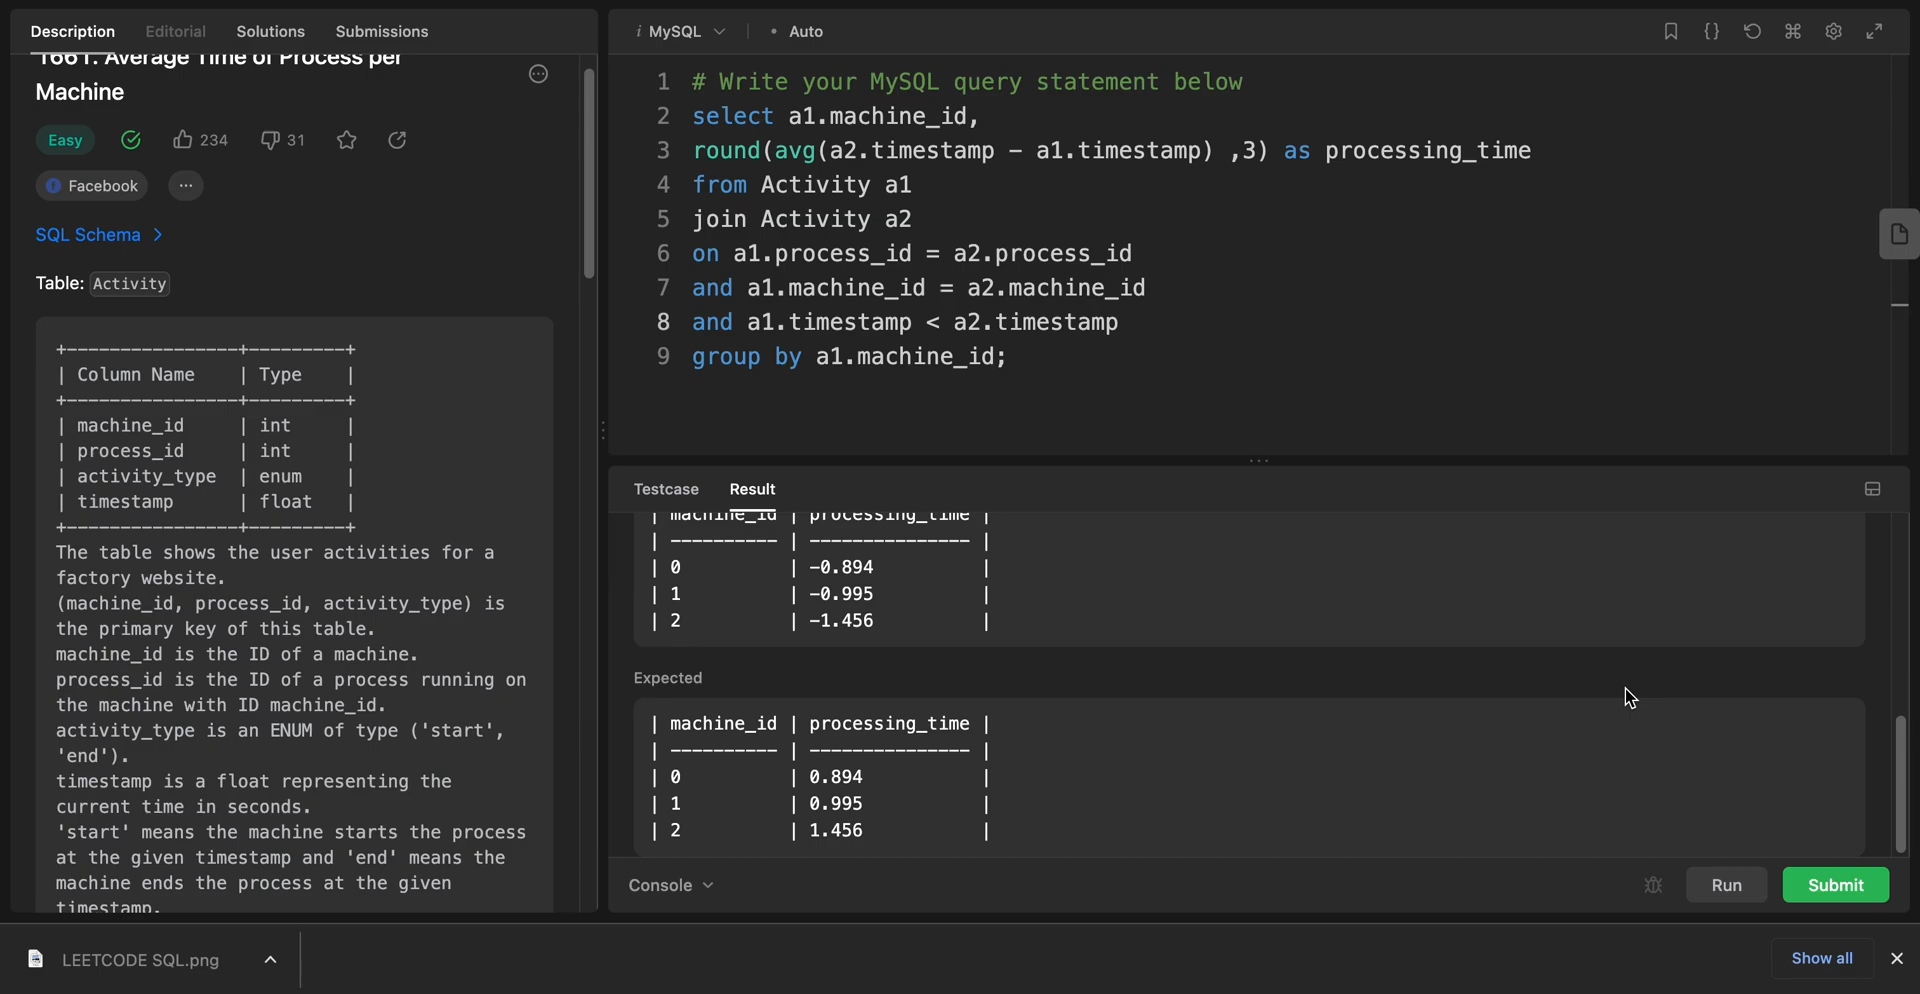 Description Editorial Solutions Submissions
1661. Average Time of Process per
Machine
Easy 234 31
Facebook ...
SQL Schema >
Table: Activity
+----------------+---------+
| Column Name | Type |
+----------------+---------+
| machine_id | int |
| process_id | int |
| activity_type | enum |
| timestamp | float |
+----------------+---------+
The table shows the user activities for a
factory website.
(machine_id, process_id, activity_type) is
the primary key of this table.
machine_id is the ID of a machine.
process_id is the ID of a process running on
the machine with ID machine_id.
activity_type is an ENUM of type ('start',
'end').
timestamp is a float representing the
current time in seconds.
'start' means the machine starts the process
at the given timestamp and 'end' means the
machine ends the process at the given
timestamp.
i MySQL • Auto
1 # Write your MySQL query statement below
2 select a1.machine_id,
3 round(avg(a2.timestamp - a1.timestamp) ,3) as processing_time
4 from Activity a1
5 join Activity a2
6 on a1.process_id = a2.process_id
7 and a1.machine_id = a2.machine_id
8 and a1.timestamp < a2.timestamp
9 group by a1.machine_id;
Testcase Result
| machine_id | processing_time |
| ---------- | --------------- |
| 0 | -0.894 |
| 1 | -0.995 |
| 2 | -1.456 |
Expected
| machine_id | processing_time |
| ---------- | --------------- |
| 0 | 0.894 |
| 1 | 0.995 |
| 2 | 1.456 |
Console Run Submit
LEETCODE SQL.png Show all